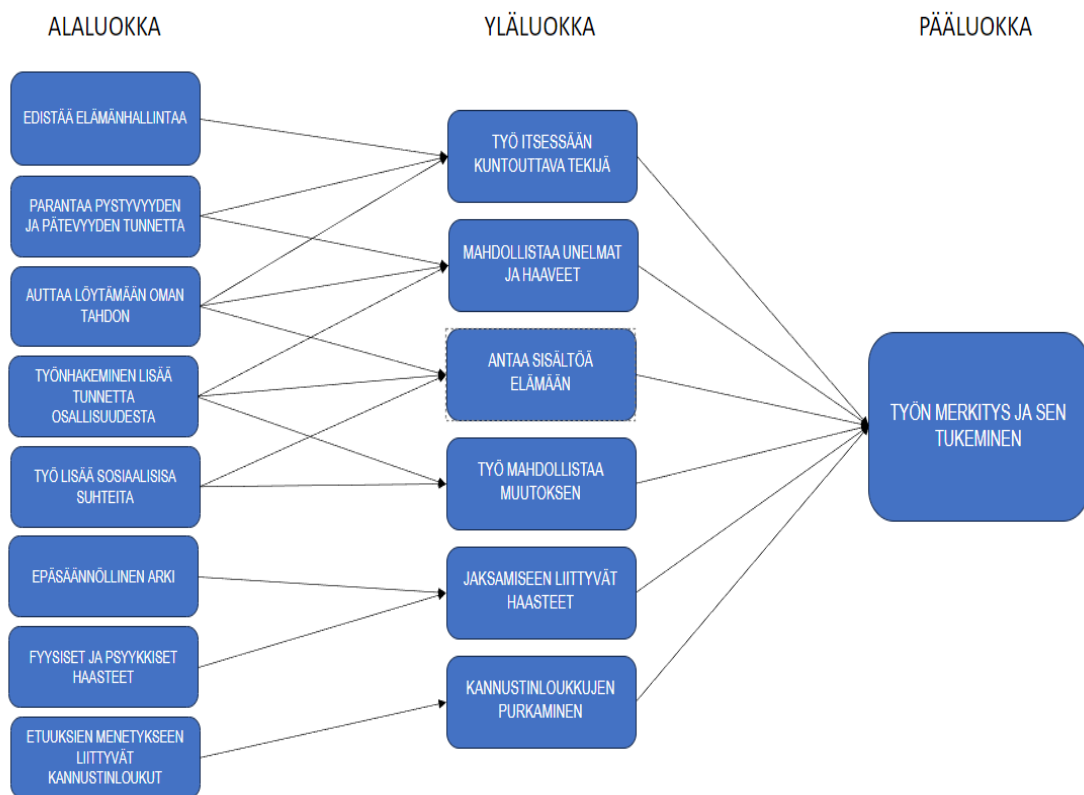 ALALUOKKA
YLÄLUOKKA
PÄÄLUOKKA
EDISTÄÄ ELÄMÄNHALLINTAA
PARANTAA PYSTYVYYDEN
JA PÄTEVYYDEN TUNNETTA
AUTTAA LÖYTÄMÄÄN OMAN
TAHDON
TYÖNHAKEMINEN LISÄÄ
TUNNETTA
OSALLISUUDESTA
TYÖ LISÄÄ SOSIAALISISA
SUHTEITA
EPÄSÄÄNNÖLLINEN ARKI
FYYSISET JA PSYYKKISET
HAASTEET
ETUUKSIEN MENETYKSEEN
LIITTYVÄT
KANNUSTINLOUKUT
TYÖ ITSESSÄÄN
KUNTOUTTAVA TEKIJÄ
MAHDOLLISTAA UNELMAT
JA HAAVEET
ANTAA SISÄLTÖÄ
ELÄMÄÄN
TYÖ MAHDOLLISTAA
MUUTOKSEN
JAKSAMISEEN LIITTYVÄT
HAASTEET
KANNUSTINLOUKKUJEN
PURKAMINEN
TYÖN MERKITYS JA SEN
TUKEMINEN